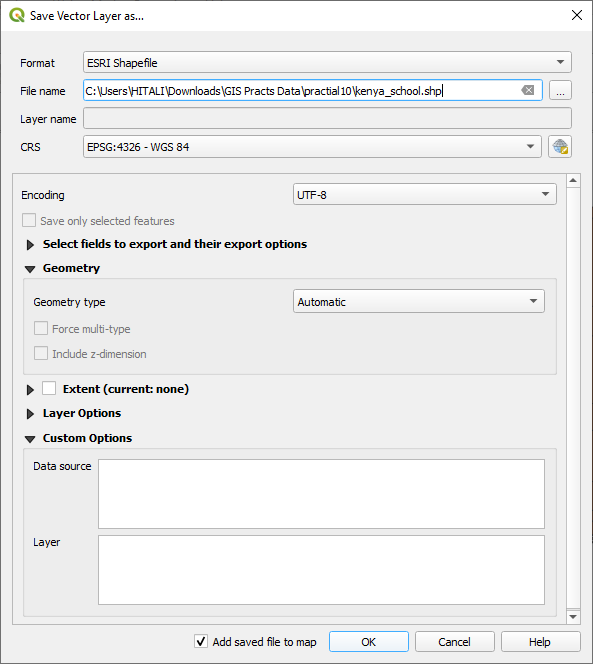 Save Vector Layer as...
Format ESRI Shapefile
File name C:\Users\HITALI\Downloads\GIS Practs Data\practial10\kenya_school.shp ...
Layer name
CRS EPSG:4326 - WGS 84
Encoding UTF-8
Save only selected features
Select fields to export and their export options
Geometry
Geometry type Automatic
Force multi-type
Include z-dimension
Extent (current: none)
Layer Options
Custom Options
Data source
Layer
Add saved file to map OK Cancel Help